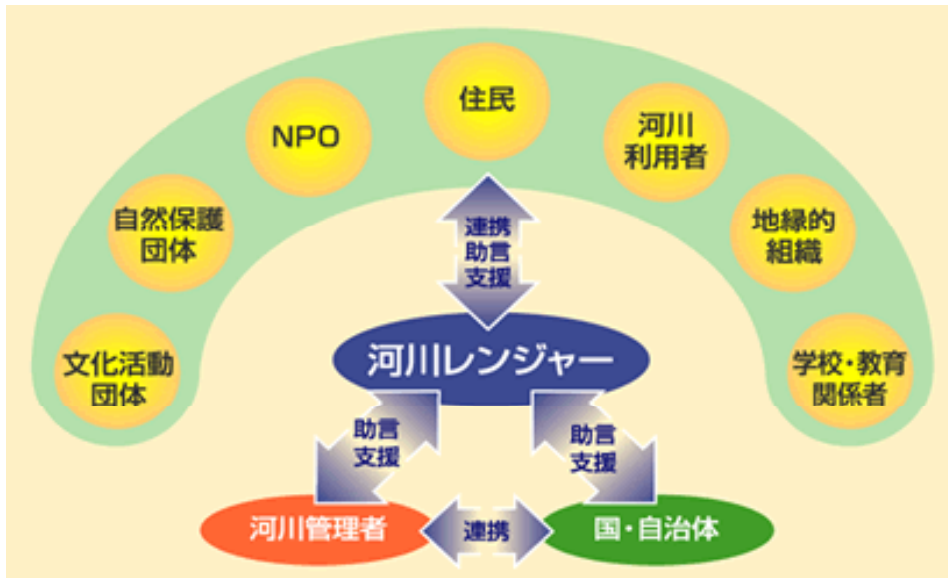 住民
NPO
河川
利用者
自然保護
団体
地縁的
組織
文化活動
団体
学校・教育
関係者
連携
助言
支援
河川レンジャー
助言
支援
助言
支援
河川管理者
連携
国・自治体